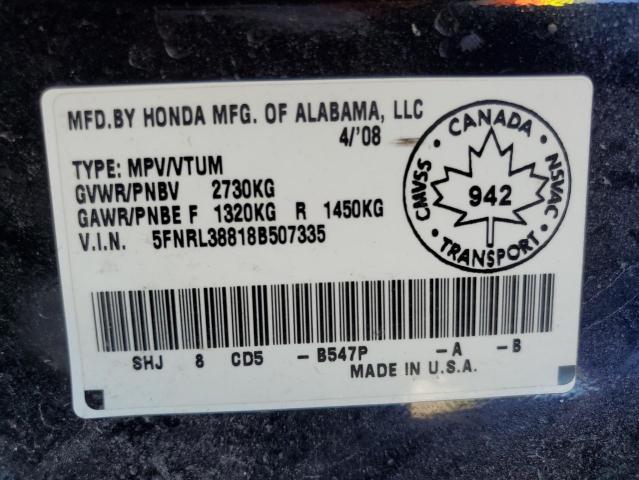 MFD.BY HONDA MFG. OF ALABAMA, LLC
4/'08
TYPE: MPV/VTUM
GVWR/PNBV 2730KG
GAWR/PNBE F 1320KG R 1450KG
V.I.N. 5FNRL38818B507335
CMVSS · CANADA · NSVAC
942
· TRANSPORT ·
SHJ 8 CD5 -B547P -A -B
MADE IN U.S.A.